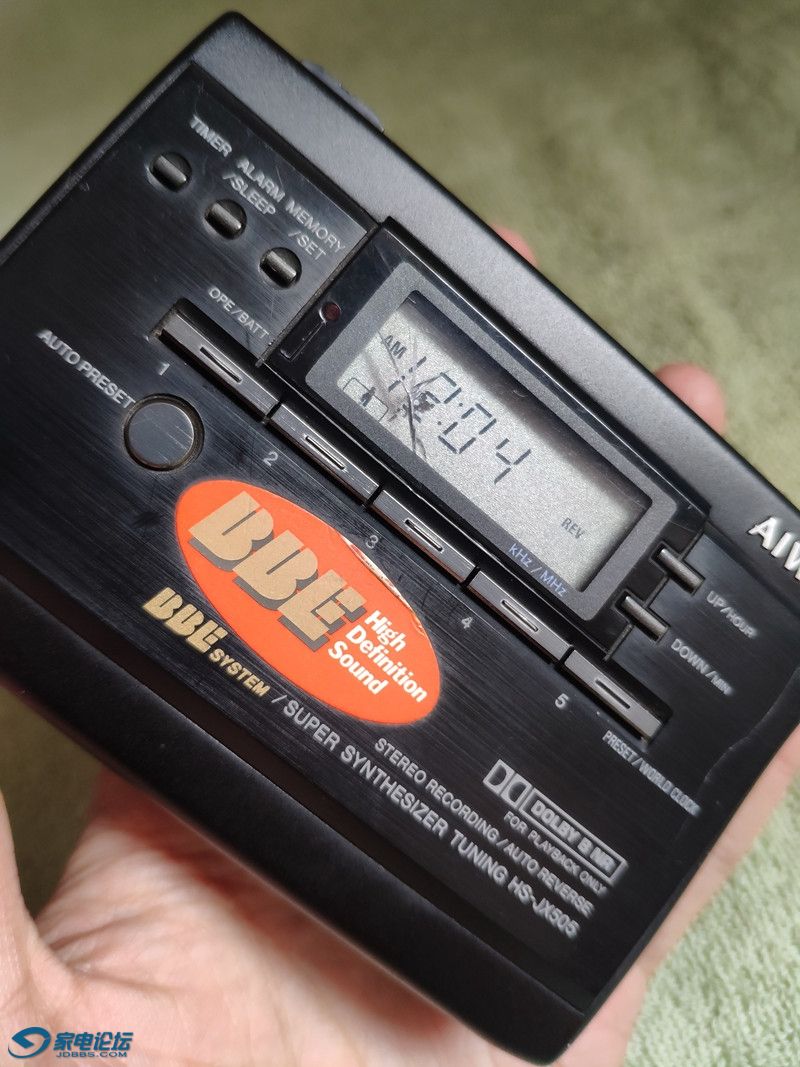 TIMER
ALARM
/SLEEP
MEMORY
/SET
OPE/BATT
AUTO PRESET
AM
12:04
REV
kHz / MHz
AIW
UP/HOUR
DOWN/MIN
1
2
3
4
5
PRESET/WORLD CLOCK
BBE
High
Definition
Sound
BBE SYSTEM / SUPER SYNTHESIZER TUNING HS-JX505
STEREO RECORDING/AUTO REVERSE
DOLBY B NR
FOR PLAYBACK ONLY
家电论坛
JDBBS.COM